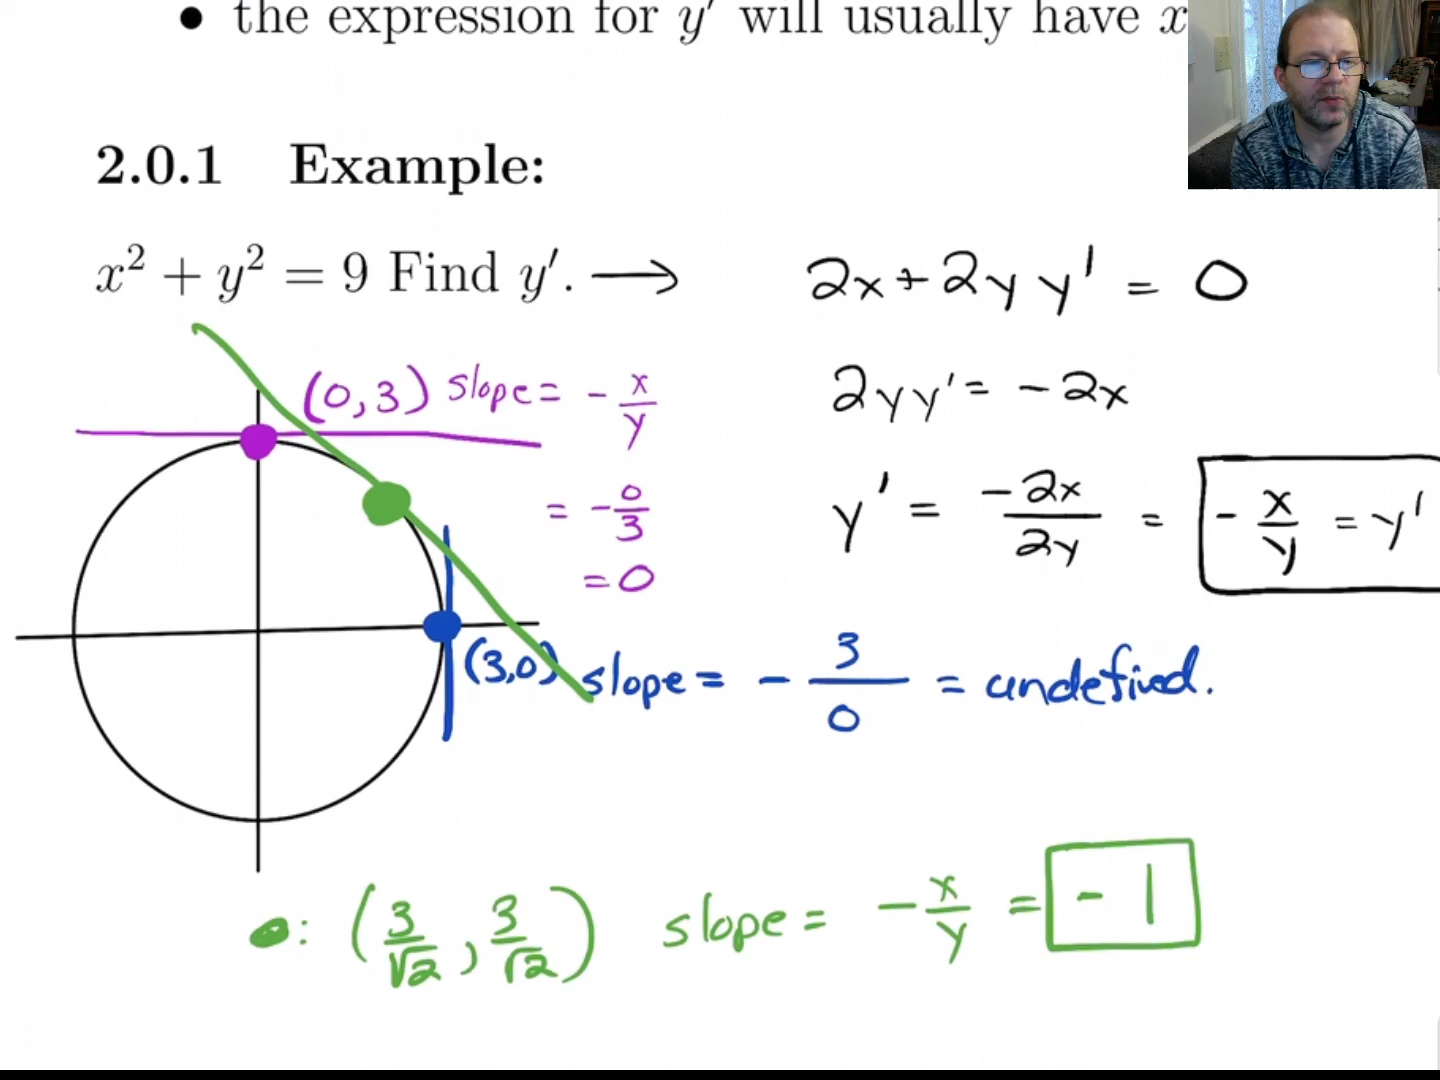 • the expression for y′ will usually have x
2.0.1 Example:
x² + y² = 9 Find y′. → 2x + 2y y' = 0
(0,3) slope = - x/y
2yy' = -2x
= - 0/3
y' = -2x/2y = - x/y = y'
= 0
(3,0) slope = - 3/0 = undefined.
: (3/√2, 3/√2) slope = - x/y = -1